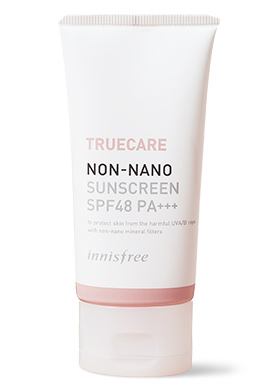 TRUECARE
NON-NANO
SUNSCREEN
SPF48 PA+++
to protect skin from the harmful UVA/B rays
with non-nano mineral filters.
innisfree